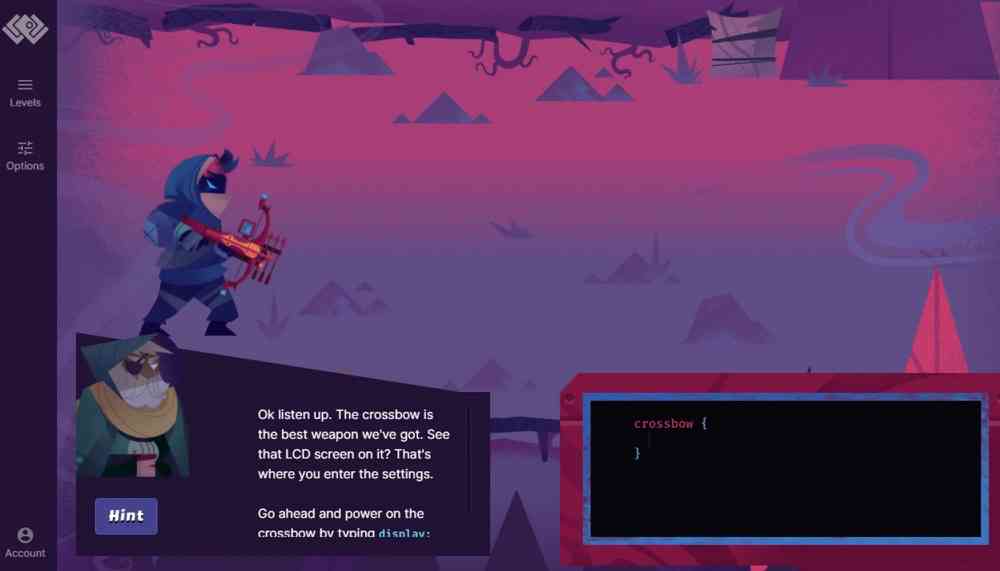 Levels
Options
Ok listen up. The crossbow is
the best weapon we've got. See
that LCD screen on it? That's
where you enter the settings.
Go ahead and power on the
crossbow by typing display:
Hint
crossbow {
}
Account